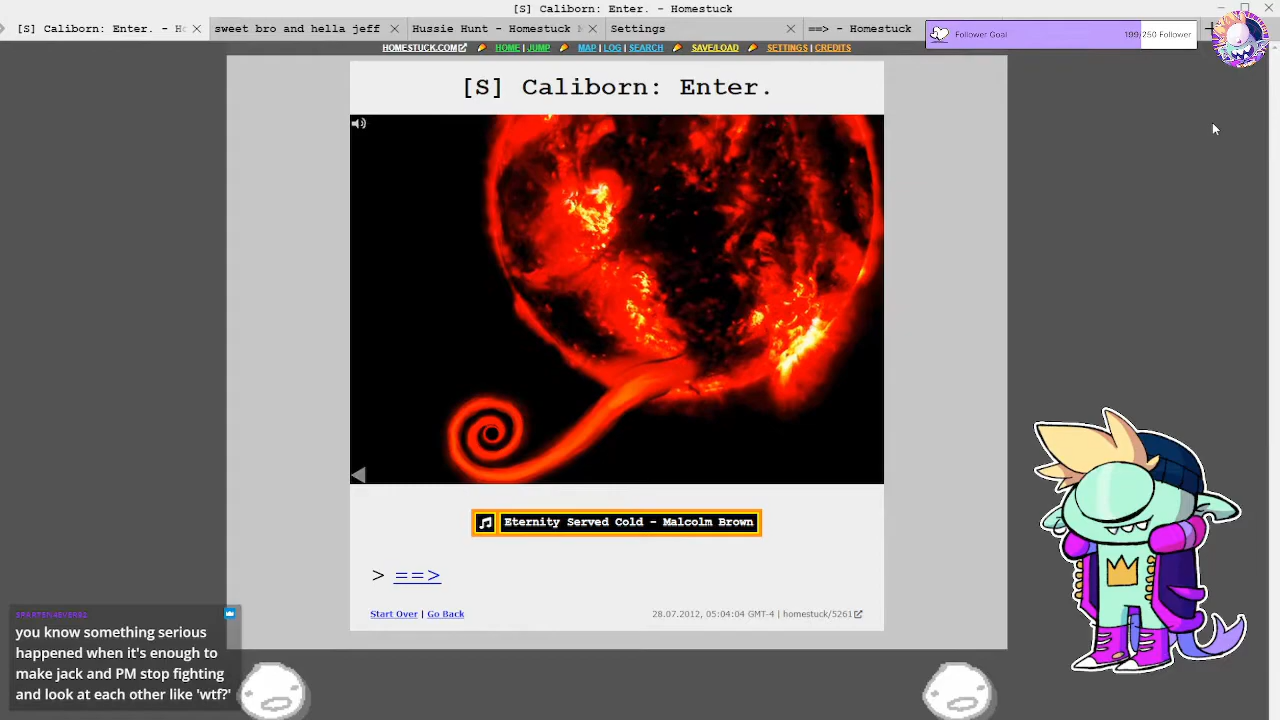 [S] Caliborn: Enter. - Homestuck
[S] Caliborn: Enter. - Ho
sweet bro and hella jeff
Hussie Hunt - Homestuck
Settings
==> - Homestuck
Follower Goal
199/250 Follower
HOMESTUCK.COM HOME | JUMP MAP | LOG | SEARCH SAVE/LOAD SETTINGS | CREDITS
[S] Caliborn: Enter.
Eternity Served Cold - Malcolm Brown
> ==>
Start Over | Go Back
28.07.2012, 05:04:04 GMT-4 | homestuck/5261
you know something serious
happened when it's enough to
make jack and PM stop fighting
and look at each other like 'wtf?'